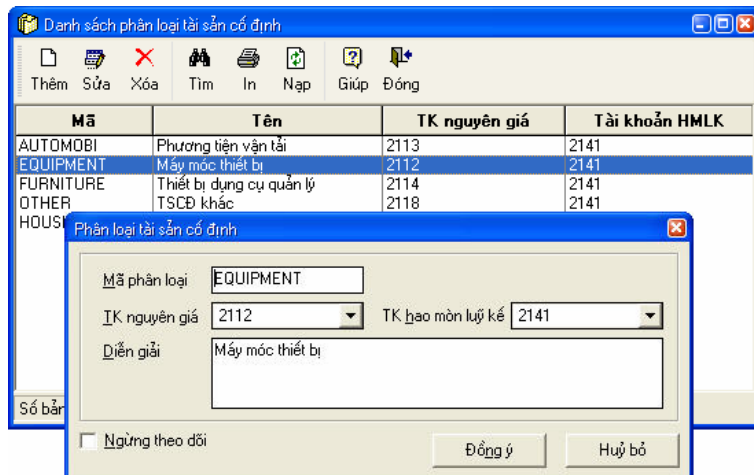 Danh sách phân loại tài sản cố định
Thêm Sửa Xóa Tìm In Nạp Giúp Đóng
Mã Tên TK nguyên giá Tài khoản HMLK
AUTOMOBI Phương tiện vận tải 2113 2141
EQUIPMENT Máy móc thiết bị 2112 2141
FURNITURE Thiết bị dụng cụ quản lý 2114 2141
OTHER TSCĐ khác 2118 2141
Phân loại tài sản cố định
Mã phân loại EQUIPMENT
TK nguyên giá 2112 TK hao mòn luỹ kế 2141
Diễn giải Máy móc thiết bị
Số
Ngừng theo dõi Đồng ý Huỷ bỏ